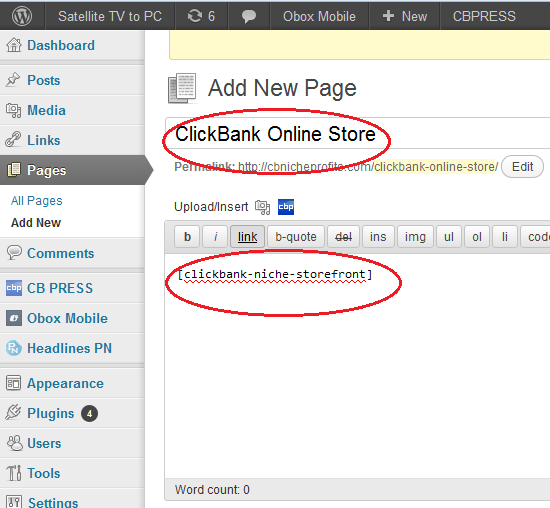 Satellite TV to PC 6 Obox Mobile + New CBPRESS
Dashboard
Posts
Media
Links
Pages
All Pages
Add New
Comments
cbp CB PRESS
Obox Mobile
PN Headlines PN
Appearance
Plugins 4
Users
Tools
Settings
Add New Page
ClickBank Online Store
Permalink: http://cbnicheprofits.com/clickbank-online-store/ Edit
Upload/Insert cbp
b i link b-quote del ins img ul ol li code
[clickbank-niche-storefront]
Word count: 0